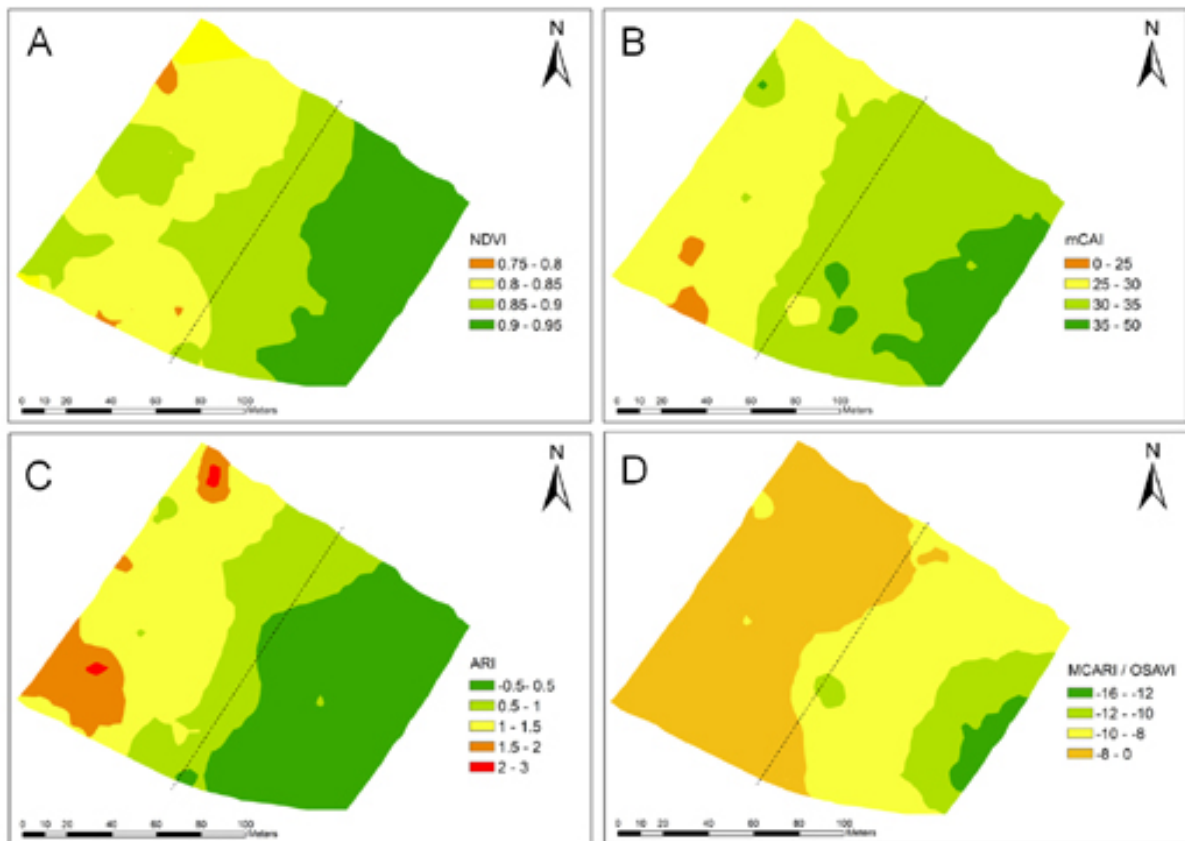 A
N
NDVI
0.75 - 0.8
0.8 - 0.85
0.85 - 0.9
0.9 - 0.95
0 10 20 40 60 80 100
Meters
B
N
mCAI
0 - 25
25 - 30
30 - 35
35 - 50
0 10 20 40 60 80 100
Meters
C
N
ARI
-0.5- 0.5
0.5 - 1
1 - 1.5
1.5 - 2
2 - 3
0 10 20 40 60 80 100
Meters
D
N
MCARI / OSAVI
-16 - -12
-12 - -10
-10 - -8
-8 - 0
0 10 20 40 60 80 100
Meters